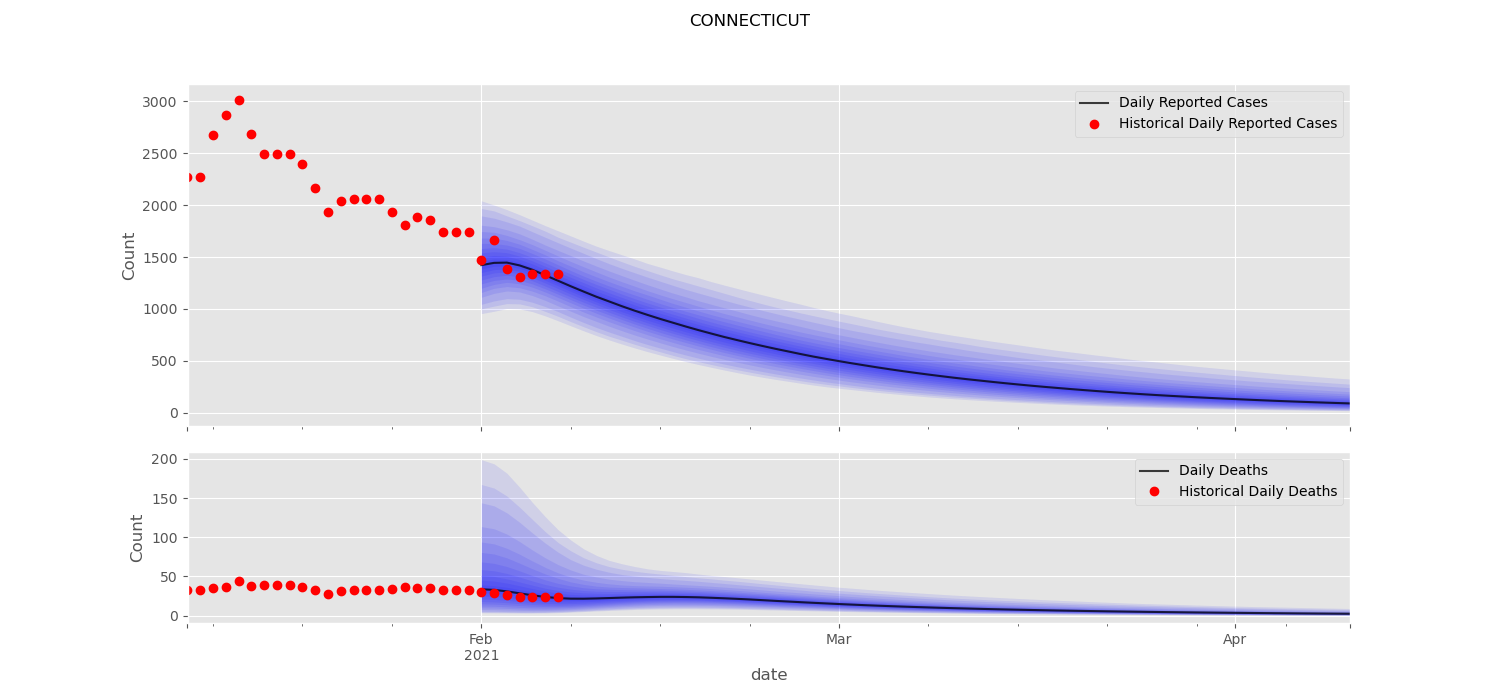 CONNECTICUT
3000
2500
2000
1500
1000
500
0
Count
Daily Reported Cases
Historical Daily Reported Cases
200
150
100
50
0
Count
Daily Deaths
Historical Daily Deaths
Feb
2021
Mar
Apr
date